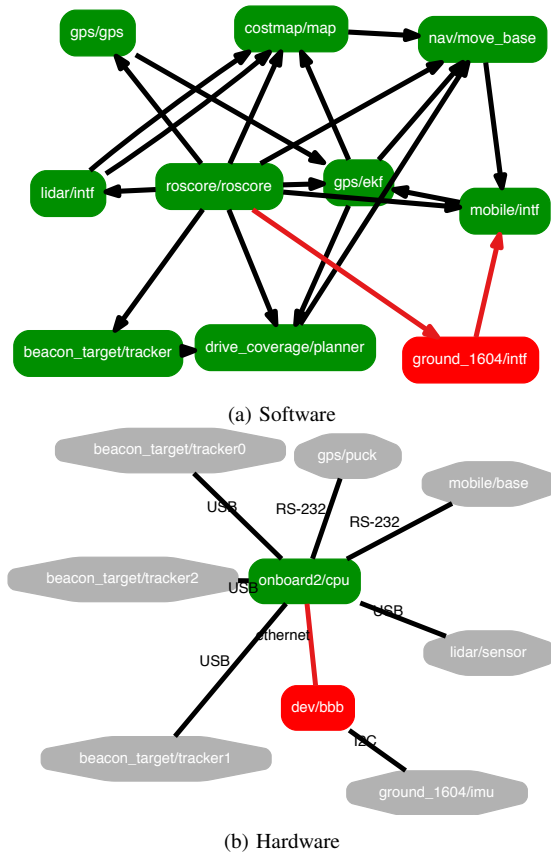 gps/gps
costmap/map
nav/move_base
lidar/intf
roscore/roscore
gps/ekf
mobile/intf
beacon_target/tracker
drive_coverage/planner
ground_1604/intf
(a) Software
beacon_target/tracker0
gps/puck
mobile/base
USB
RS-232
RS-232
beacon_target/tracker2
USB
onboard2/cpu
USB
ethernet
USB
lidar/sensor
dev/bbb
I2C
beacon_target/tracker1
ground_1604/imu
(b) Hardware